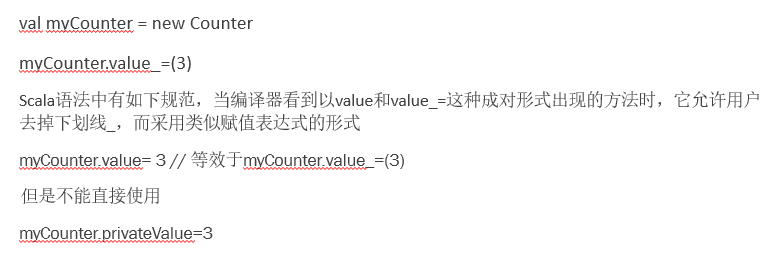 val myCounter = new Counter
myCounter.value_=(3)
Scala语法中有如下规范，当编译器看到以value和value_=这种成对形式出现的方法时，它允许用户
去掉下划线_，而采用类似赋值表达式的形式
myCounter.value= 3 // 等效于myCounter.value_=(3)
但是不能直接使用
myCounter.privateValue=3